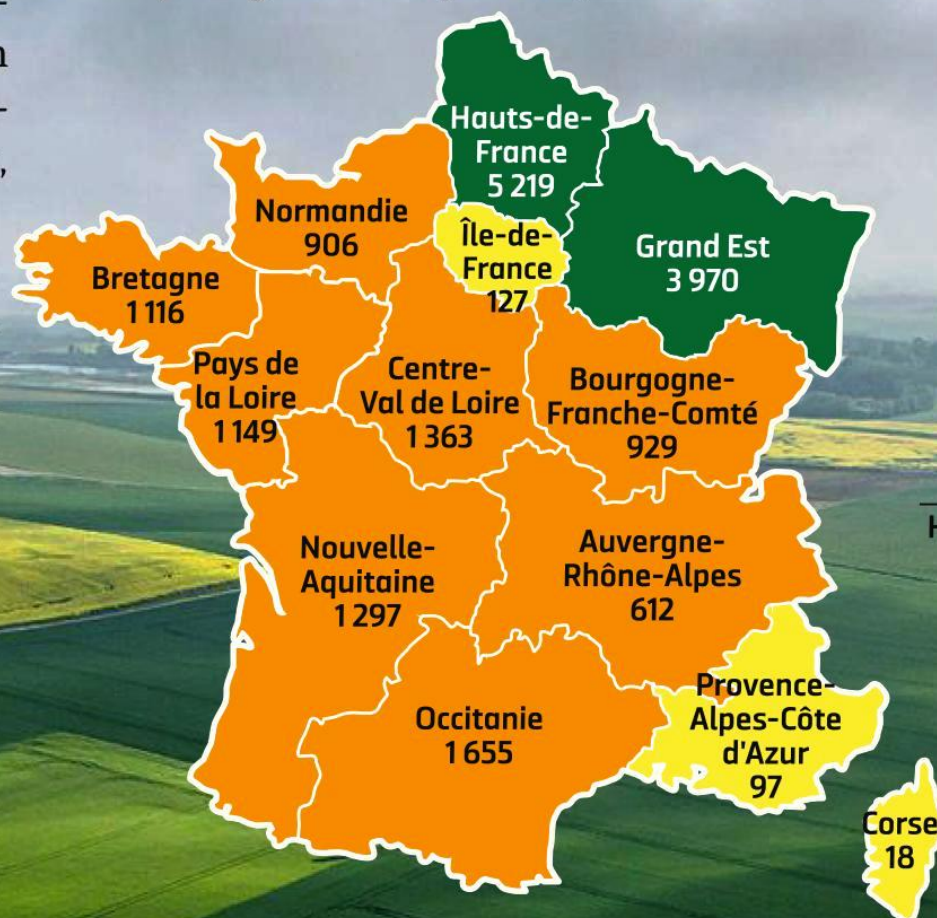 Hauts-de-
France
5 219
Normandie
906
Île-de-
France
127
Grand Est
3 970
Bretagne
1 116
Pays de
la Loire
1 149
Centre-
Val de Loire
1 363
Bourgogne-
Franche-Comté
929
Nouvelle-
Aquitaine
1 297
Auvergne-
Rhône-Alpes
612
Occitanie
1 655
Provence-
Alpes-Côte
d'Azur
97
Corse
18